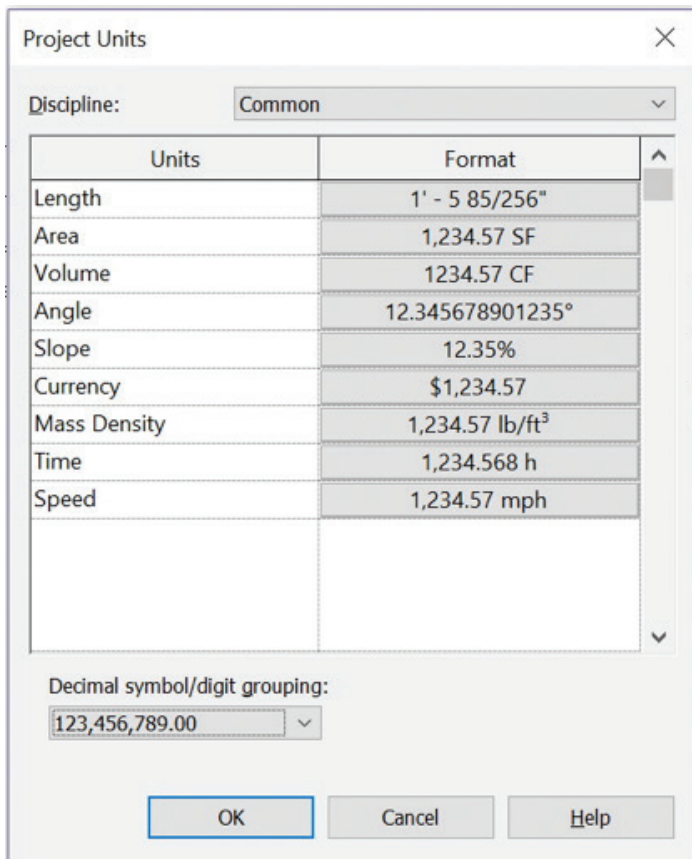 Project Units
Discipline: Common
Units Format
Length 1' - 5 85/256"
Area 1,234.57 SF
Volume 1234.57 CF
Angle 12.345678901235°
Slope 12.35%
Currency $1,234.57
Mass Density 1,234.57 lb/ft³
Time 1,234.568 h
Speed 1,234.57 mph
Decimal symbol/digit grouping:
123,456,789.00
OK Cancel Help